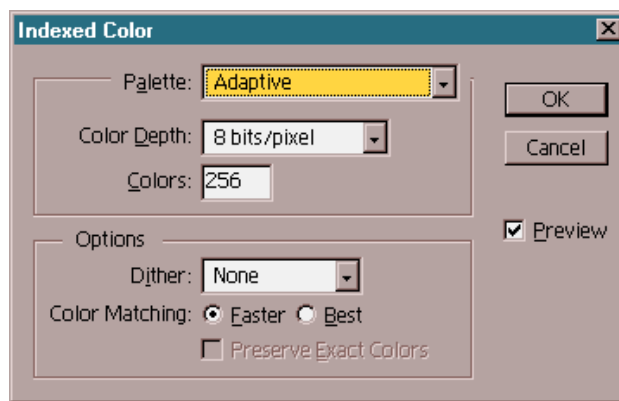 Indexed Color
Palette: Adaptive
OK
Color Depth: 8 bits/pixel
Cancel
Colors: 256
Preview
Options
Dither: None
Color Matching: Faster Best
Preserve Exact Colors